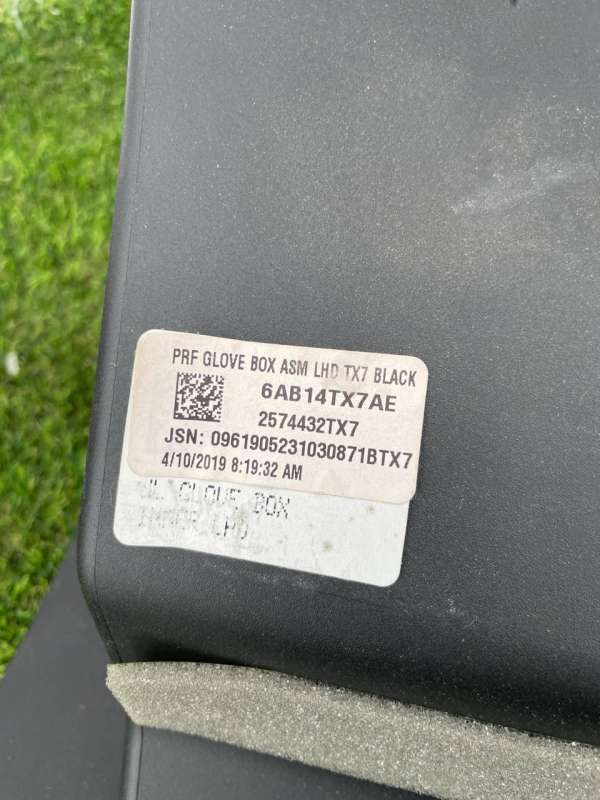 PRF GLOVE BOX ASM LHD TX7 BLACK
6AB14TX7AE
2574432TX7
JSN: 0961905231030871BTX7
4/10/2019 8:19:32 AM
GLOVE BOX